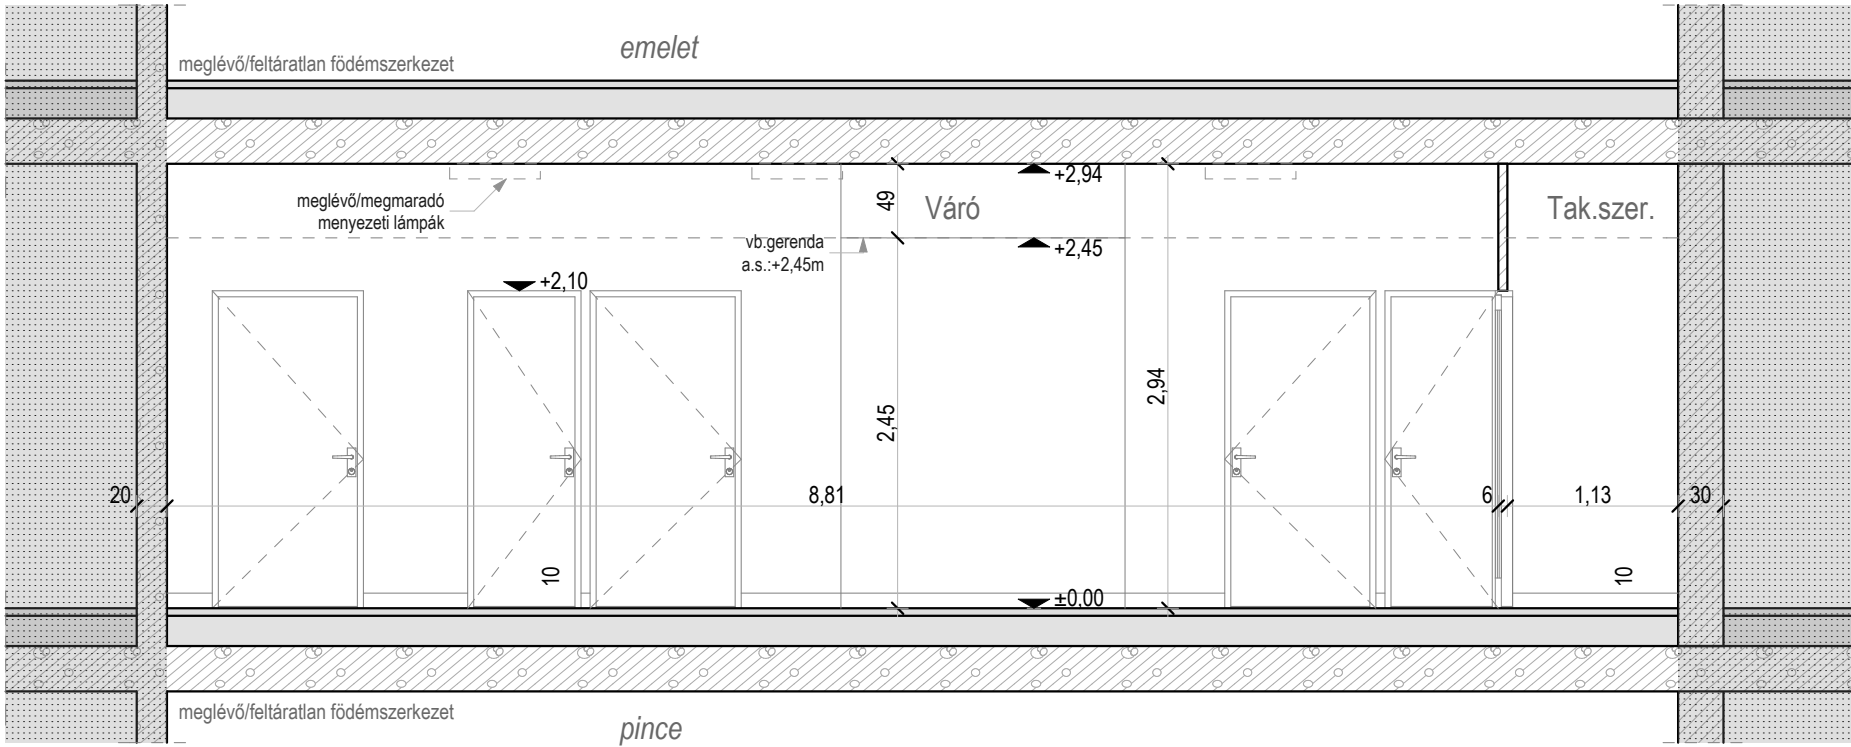 emelet
meglévő/feltáratlan födémszerkezet
+2,94
meglévő/megmaradó
menyezeti lámpák
49
Váró
Tak.szer.
vb.gerenda
a.s.:+2,45m
+2,45
+2,10
2,45
2,94
20
8,81
6
1,13
30
10
10
±0,00
meglévő/feltáratlan födémszerkezet
pince